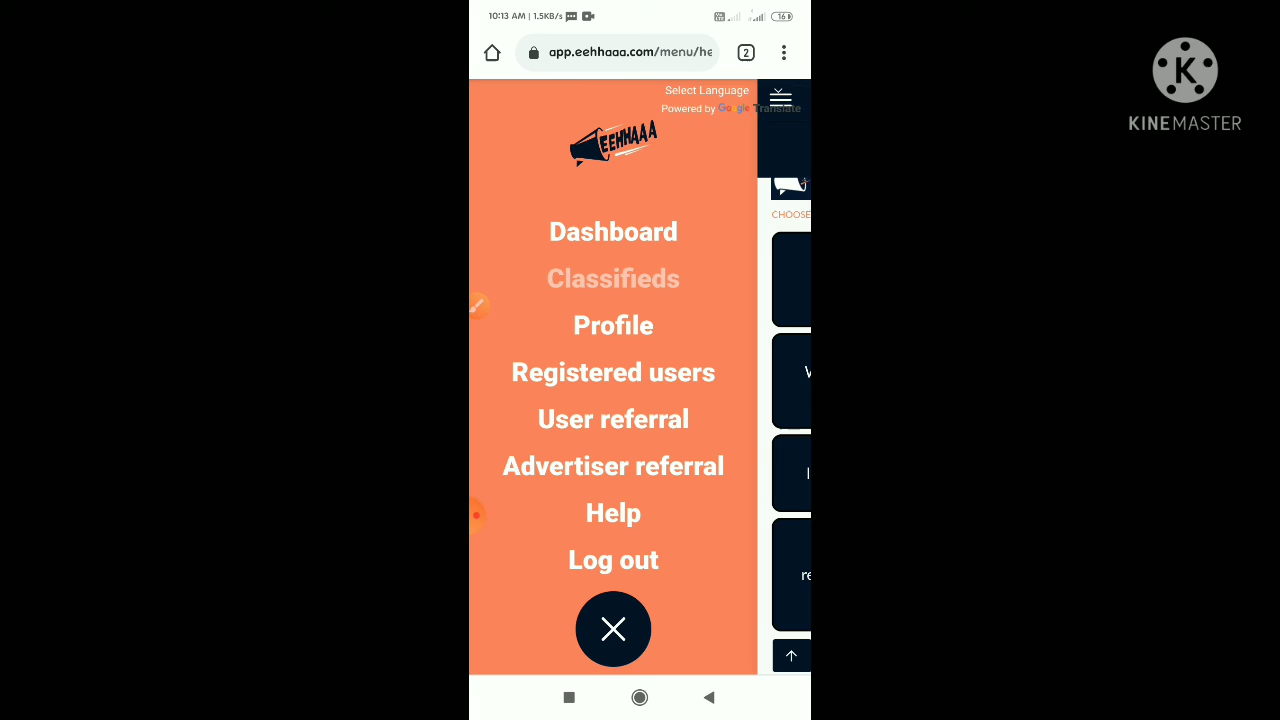 10:13 AM | 1.5KB/s
16
app.eehhaaa.com/menu/he
2
Select Language
Powered by Google Translate
EEHHAAA
CHOOSE
Dashboard
Classifieds
Profile
Registered users
User referral
Advertiser referral
Help
Log out
K
KINEMASTER